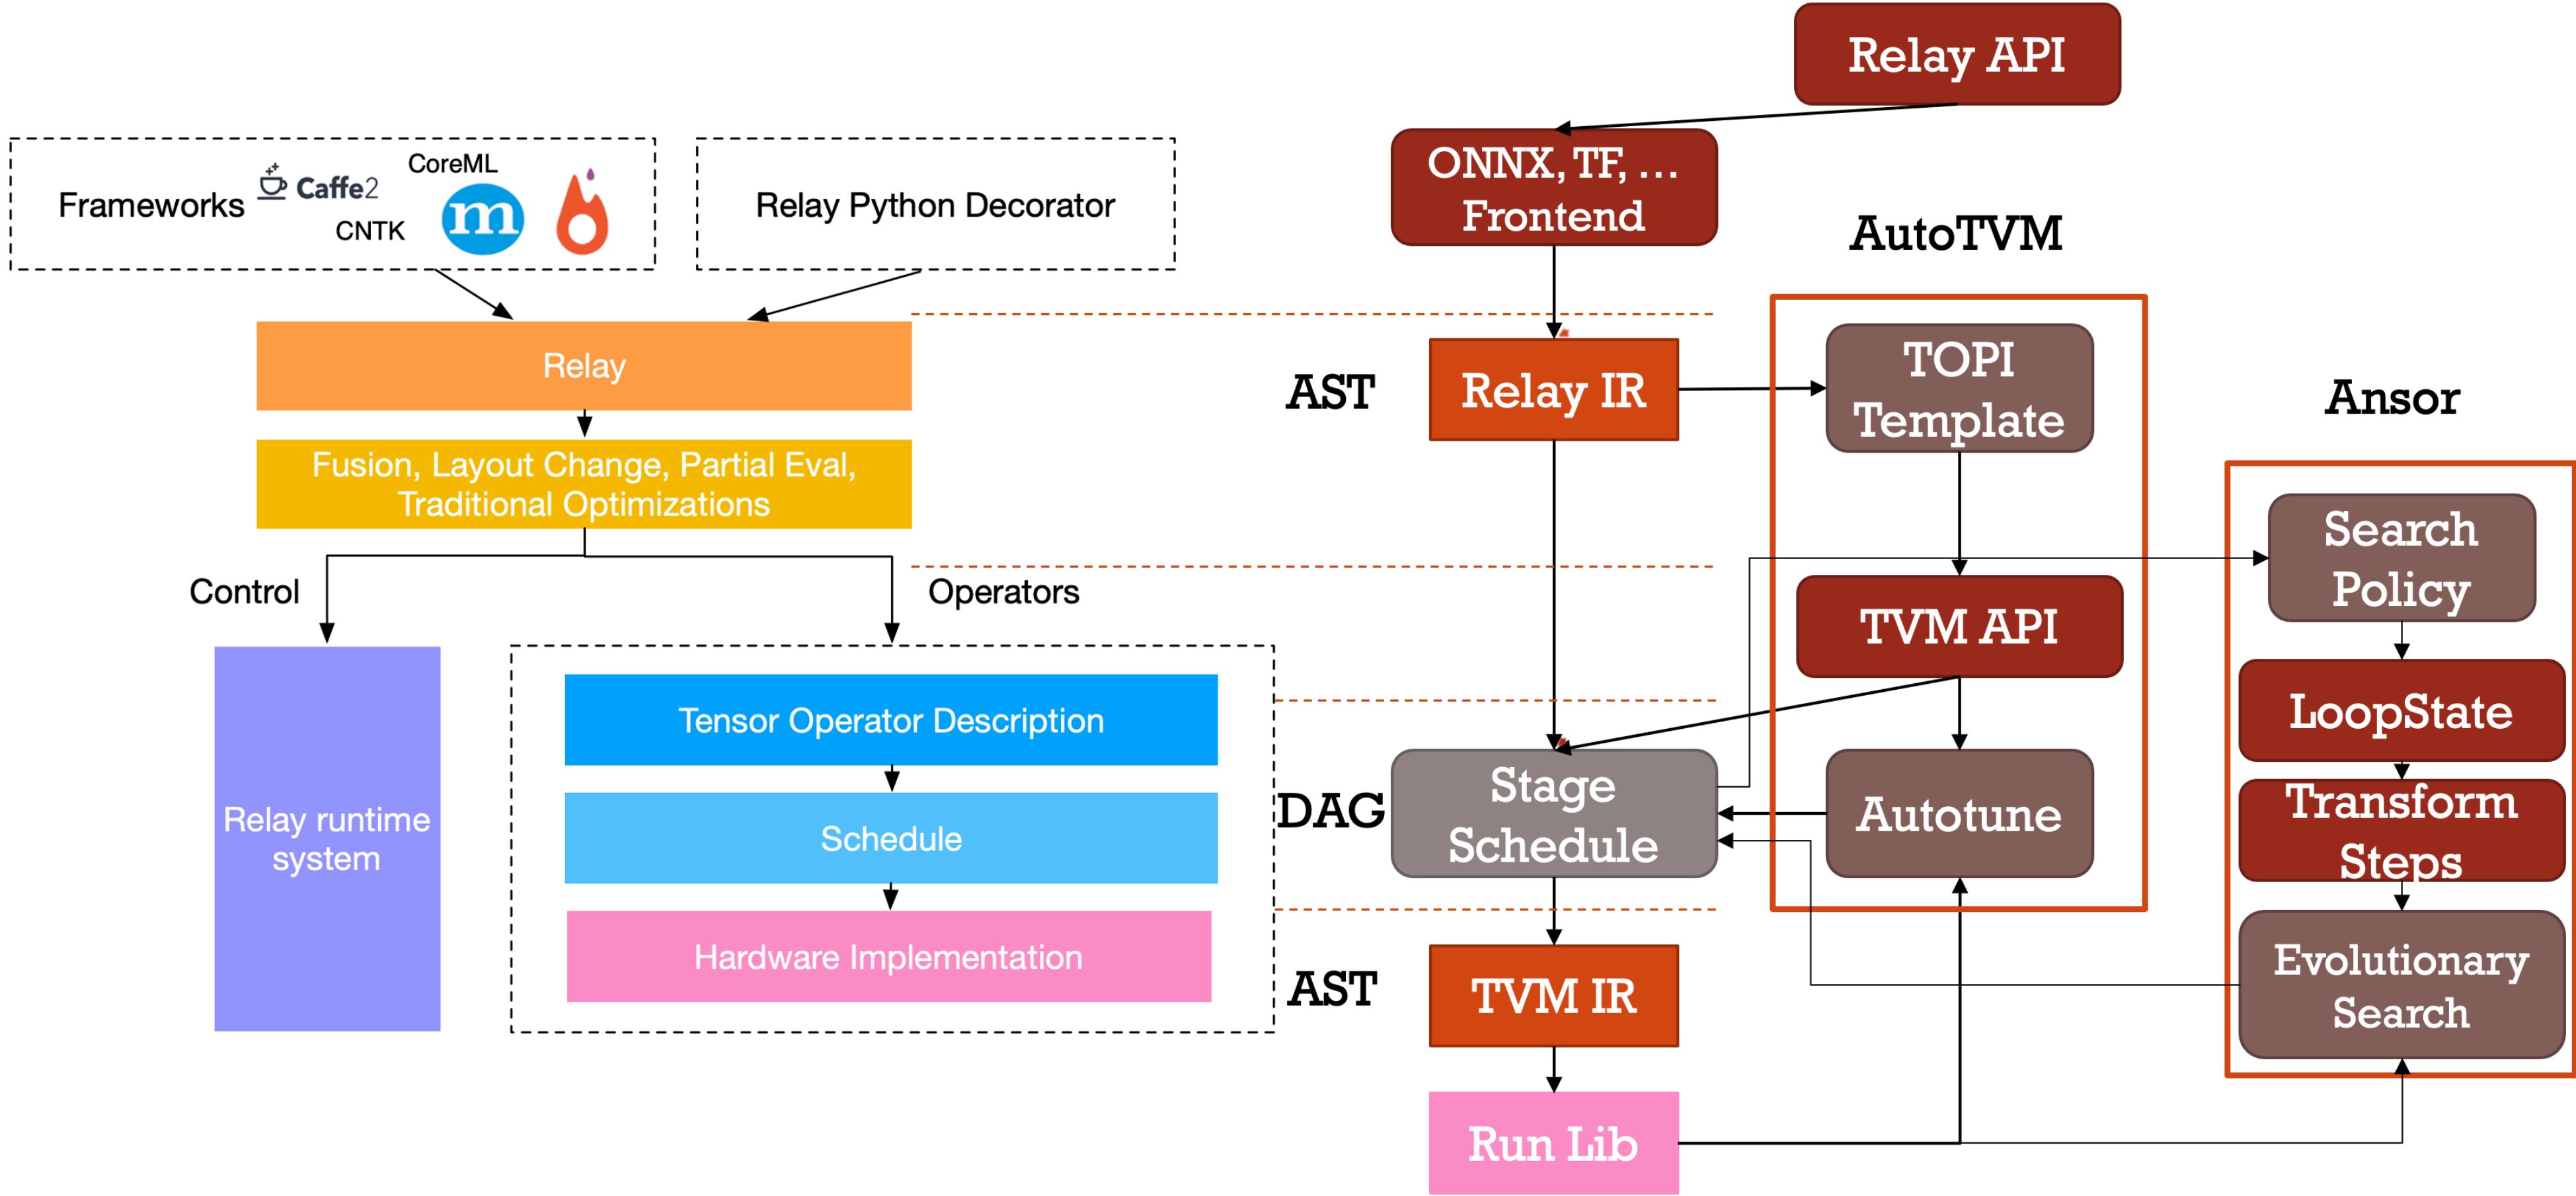 Relay API
Frameworks
Caffe2
CoreML
CNTK
m
Relay Python Decorator
ONNX, TF, ...
Frontend
AutoTVM
Relay
AST
Relay IR
TOPI
Template
Ansor
Fusion, Layout Change, Partial Eval,
Traditional Optimizations
Search
Policy
Control
Operators
TVM API
Tensor Operator Description
LoopState
Relay runtime
system
Schedule
DAG
Stage
Schedule
Autotune
Transform
Steps
Hardware Implementation
AST
TVM IR
Evolutionary
Search
Run Lib